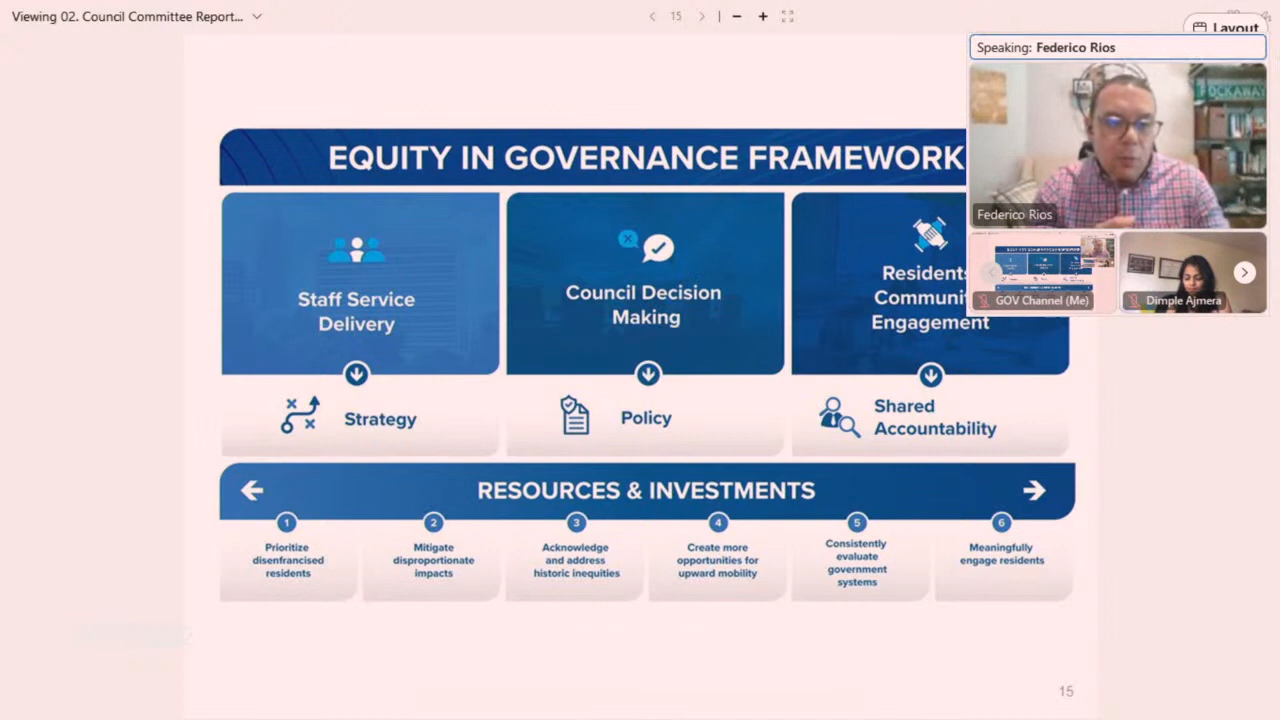 Viewing 02. Council Committee Report...
15
Layout
Speaking: Federico Rios
ROCKAWAY
Federico Rios
GOV Channel (Me)
Dimple Ajmera
EQUITY IN GOVERNANCE FRAMEWORK
Staff Service
Delivery
Council Decision
Making
Residents
Engagement
Strategy
Policy
Shared
Accountability
RESOURCES & INVESTMENTS
1
Prioritize
disenfrancised
residents
2
Mitigate
disproportionate
impacts
3
Acknowledge
and address
historic inequities
4
Create more
opportunities for
upward mobility
5
Consistently
evaluate
government
systems
6
Meaningfully
engage residents
15